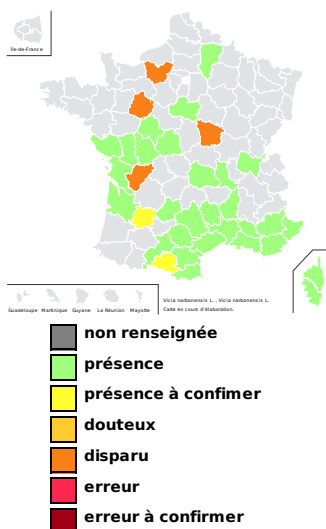 Île-de-France
Guadeloupe Martinique Guyane La Réunion Mayotte
Vicia narbonensis L. , Vicia narbonensis L.
Carte en cours d'élaboration.
non renseignée
présence
présence à confimer
douteux
disparu
erreur
erreur à confirmer